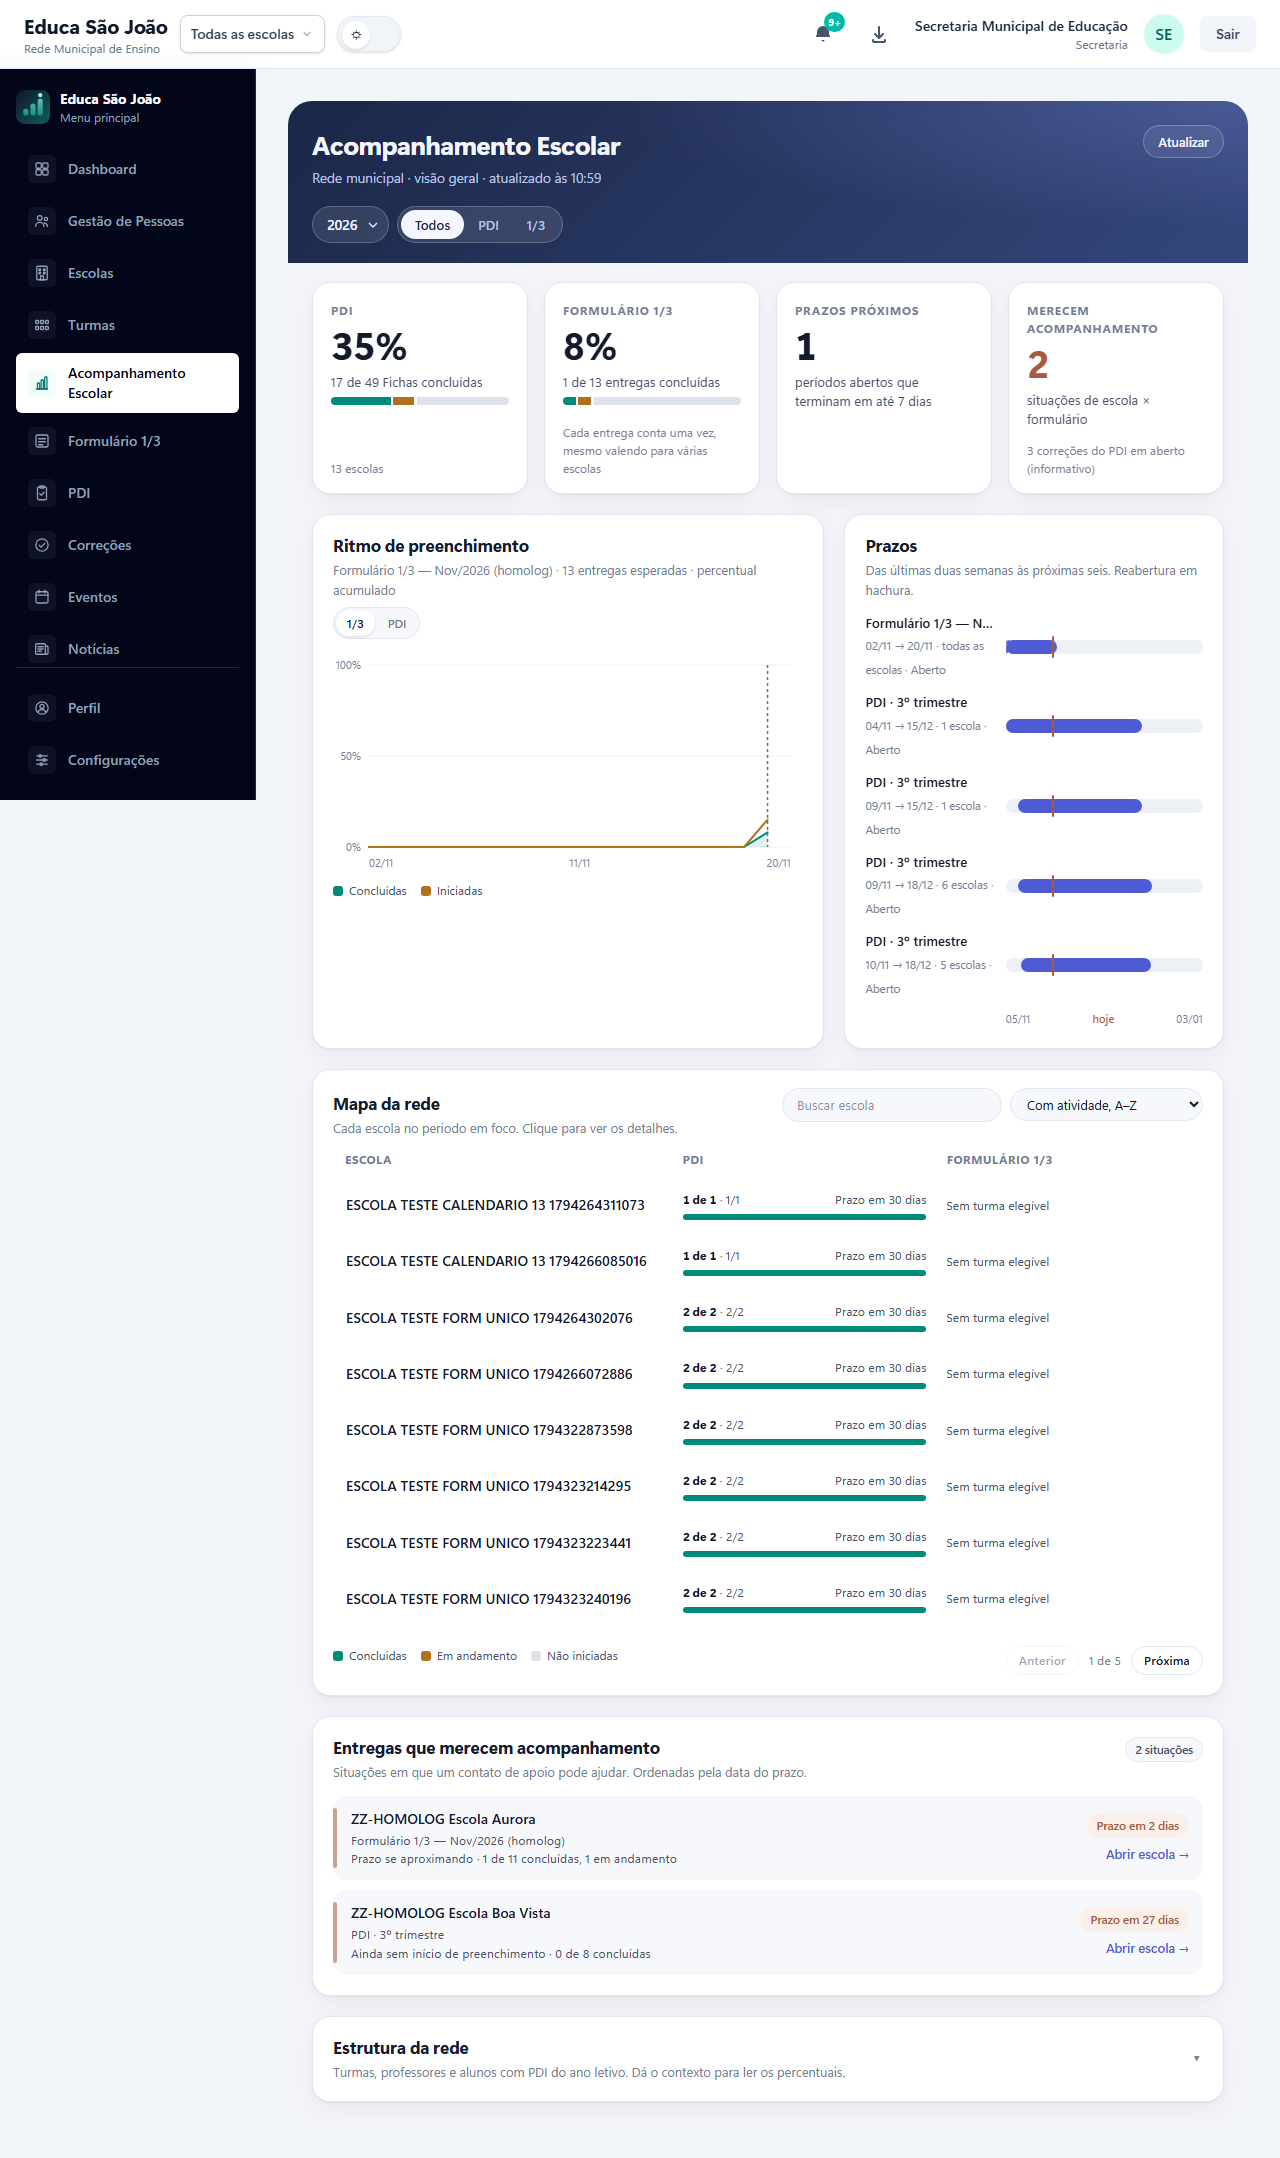 Educa São João
Rede Municipal de Ensino
Todas as escolas
9+
Secretaria Municipal de Educação
Secretaria
SE
Sair
Educa São João
Menu principal
Dashboard
Gestão de Pessoas
Escolas
Turmas
Acompanhamento
Escolar
Formulário 1/3
PDI
Correções
Eventos
Notícias
Perfil
Configurações
Acompanhamento Escolar
Atualizar
Rede municipal · visão geral · atualizado às 10:59
2026
Todos
PDI
1/3
PDI
35%
17 de 49 Fichas concluídas
13 escolas
FORMULÁRIO 1/3
8%
1 de 13 entregas concluídas
Cada entrega conta uma vez,
mesmo valendo para várias
escolas
PRAZOS PRÓXIMOS
1
períodos abertos que
terminam em até 7 dias
MERECEM
ACOMPANHAMENTO
2
situações de escola ×
formulário
3 correções do PDI em aberto
(informativo)
Ritmo de preenchimento
Formulário 1/3 — Nov/2026 (homolog) · 13 entregas esperadas · percentual
acumulado
1/3
PDI
100%
50%
0%
02/11
11/11
20/11
Concluídas
Iniciadas
Prazos
Das últimas duas semanas às próximas seis. Reabertura em
hachura.
Formulário 1/3 — N...
02/11 → 20/11 · todas as
escolas · Aberto
PDI · 3º trimestre
04/11 → 15/12 · 1 escola ·
Aberto
PDI · 3º trimestre
09/11 → 15/12 · 1 escola ·
Aberto
PDI · 3º trimestre
09/11 → 18/12 · 6 escolas ·
Aberto
PDI · 3º trimestre
10/11 → 18/12 · 5 escolas ·
Aberto
05/11
hoje
03/01
Mapa da rede
Cada escola no período em foco. Clique para ver os detalhes.
Buscar escola
Com atividade, A–Z
ESCOLA
PDI
FORMULÁRIO 1/3
ESCOLA TESTE CALENDARIO 13 1794264311073
1 de 1 · 1/1
Prazo em 30 dias
Sem turma elegível
ESCOLA TESTE CALENDARIO 13 1794266085016
1 de 1 · 1/1
Prazo em 30 dias
Sem turma elegível
ESCOLA TESTE FORM UNICO 1794264302076
2 de 2 · 2/2
Prazo em 30 dias
Sem turma elegível
ESCOLA TESTE FORM UNICO 1794266072886
2 de 2 · 2/2
Prazo em 30 dias
Sem turma elegível
ESCOLA TESTE FORM UNICO 1794322873598
2 de 2 · 2/2
Prazo em 30 dias
Sem turma elegível
ESCOLA TESTE FORM UNICO 1794323214295
2 de 2 · 2/2
Prazo em 30 dias
Sem turma elegível
ESCOLA TESTE FORM UNICO 1794323223441
2 de 2 · 2/2
Prazo em 30 dias
Sem turma elegível
ESCOLA TESTE FORM UNICO 1794323240196
2 de 2 · 2/2
Prazo em 30 dias
Sem turma elegível
Concluídas
Em andamento
Não iniciadas
Anterior
1 de 5
Próxima
Entregas que merecem acompanhamento
2 situações
Situações em que um contato de apoio pode ajudar. Ordenadas pela data do prazo.
ZZ-HOMOLOG Escola Aurora
Formulário 1/3 — Nov/2026 (homolog)
Prazo se aproximando · 1 de 11 concluídas, 1 em andamento
Prazo em 2 dias
Abrir escola →
ZZ-HOMOLOG Escola Boa Vista
PDI · 3º trimestre
Ainda sem início de preenchimento · 0 de 8 concluídas
Prazo em 27 dias
Abrir escola →
Estrutura da rede
Turmas, professores e alunos com PDI do ano letivo. Dá o contexto para ler os percentuais.